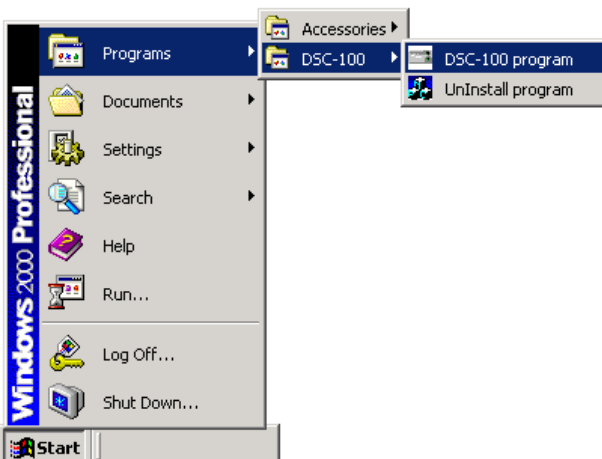 Programs
Documents
Settings
Search
Help
Run...
Log Off...
Shut Down...
Windows 2000 Professional
Start
Accessories
DSC-100
DSC-100 program
UnInstall program